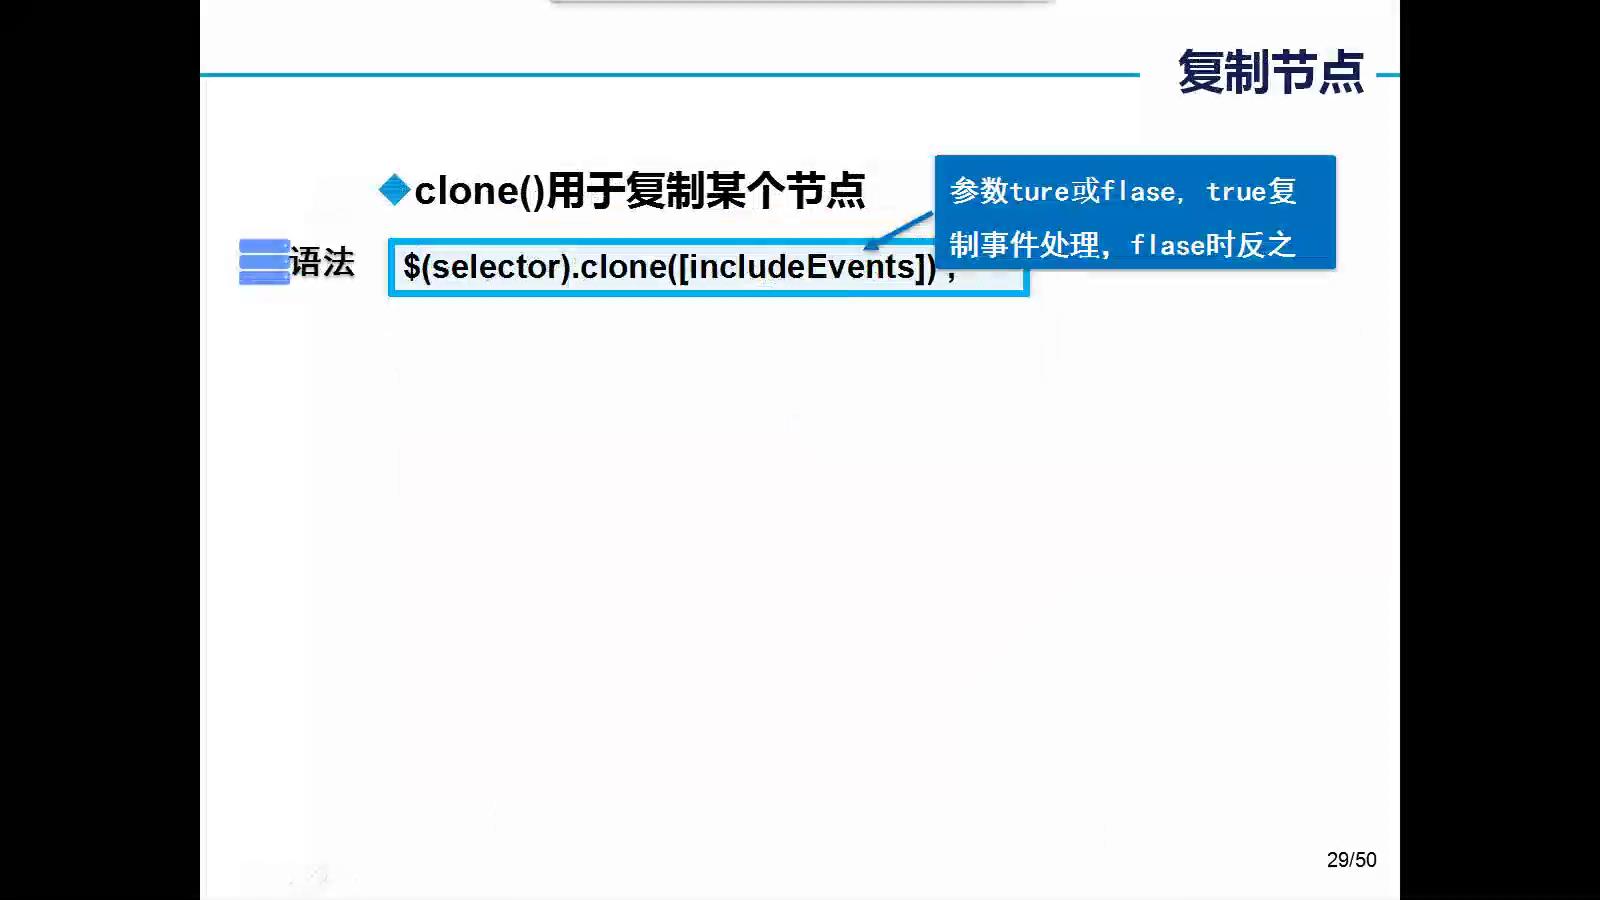 复制节点
clone()用于复制某个节点
参数ture或flase, true复
制事件处理，flase时反之
语法
$(selector).clone([includeEvents]) ;
29/50